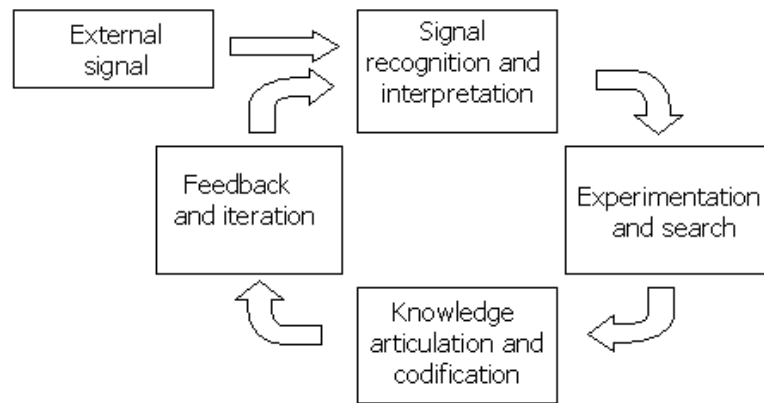 External
signal
Signal
recognition and
interpretation
Experimentation
and search
Knowledge
articulation and
codification
Feedback
and iteration